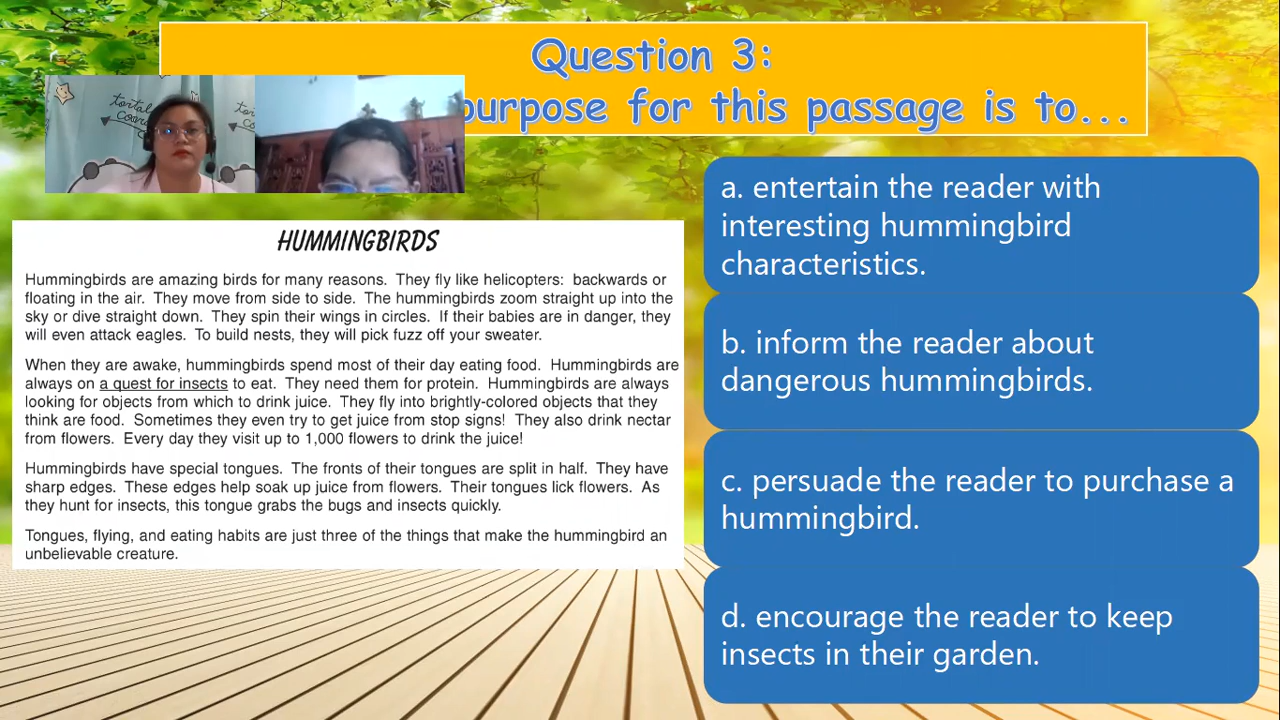 Question 3:
purpose for this passage is to...
HUMMINGBIRDS
Hummingbirds are amazing birds for many reasons. They fly like helicopters: backwards or
floating in the air. They move from side to side. The hummingbirds zoom straight up into the
sky or dive straight down. They spin their wings in circles. If their babies are in danger, they
will even attack eagles. To build nests, they will pick fuzz off your sweater.
When they are awake, hummingbirds spend most of their day eating food. Hummingbirds are
always on a quest for insects to eat. They need them for protein. Hummingbirds are always
looking for objects from which to drink juice. They fly into brightly-colored objects that they
think are food. Sometimes they even try to get juice from stop signs! They also drink nectar
from flowers. Every day they visit up to 1,000 flowers to drink the juice!
Hummingbirds have special tongues. The fronts of their tongues are split in half. They have
sharp edges. These edges help soak up juice from flowers. Their tongues lick flowers. As
they hunt for insects, this tongue grabs the bugs and insects quickly.
Tongues, flying, and eating habits are just three of the things that make the hummingbird an
unbelievable creature.
a. entertain the reader with
interesting hummingbird
characteristics.
b. inform the reader about
dangerous hummingbirds.
c. persuade the reader to purchase a
hummingbird.
d. encourage the reader to keep
insects in their garden.